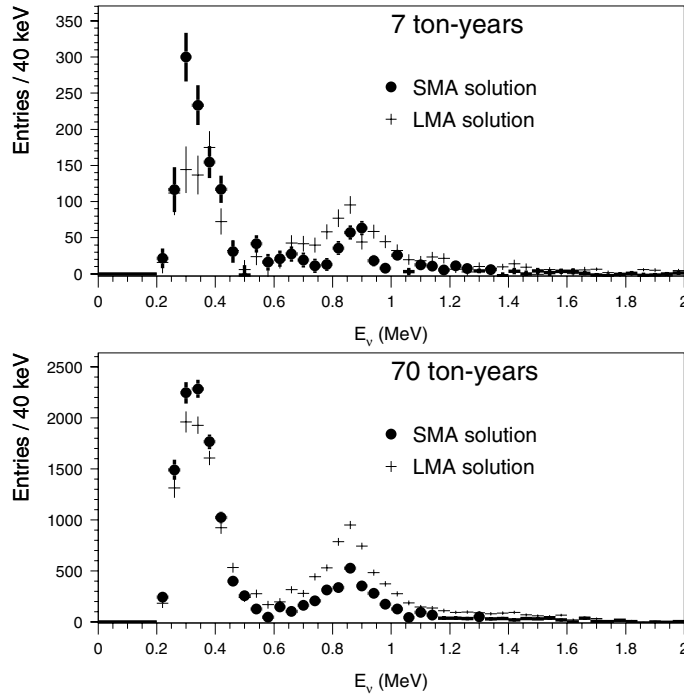 7 ton-years
SMA solution
LMA solution
Entries / 40 keV
350
300
250
200
150
100
50
0
0 0.2 0.4 0.6 0.8 1 1.2 1.4 1.6 1.8 2
E_ν (MeV)
70 ton-years
SMA solution
LMA solution
Entries / 40 keV
2500
2000
1500
1000
500
0
0 0.2 0.4 0.6 0.8 1 1.2 1.4 1.6 1.8 2
E_ν (MeV)